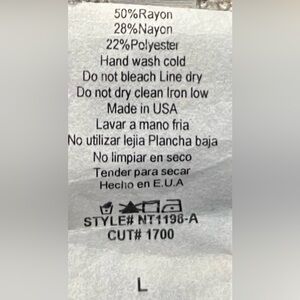 50%Rayon
28%Nayon
22%Polyester
Hand wash cold
Do not bleach Line dry
Do not dry clean Iron low
Made in USA
Lavar a mano fria
No utilizar lejia Plancha baja
No limpiar en seco
Tender para secar
Hecho en E.U.A
STYLE# NT1198-A
CUT# 1700
L